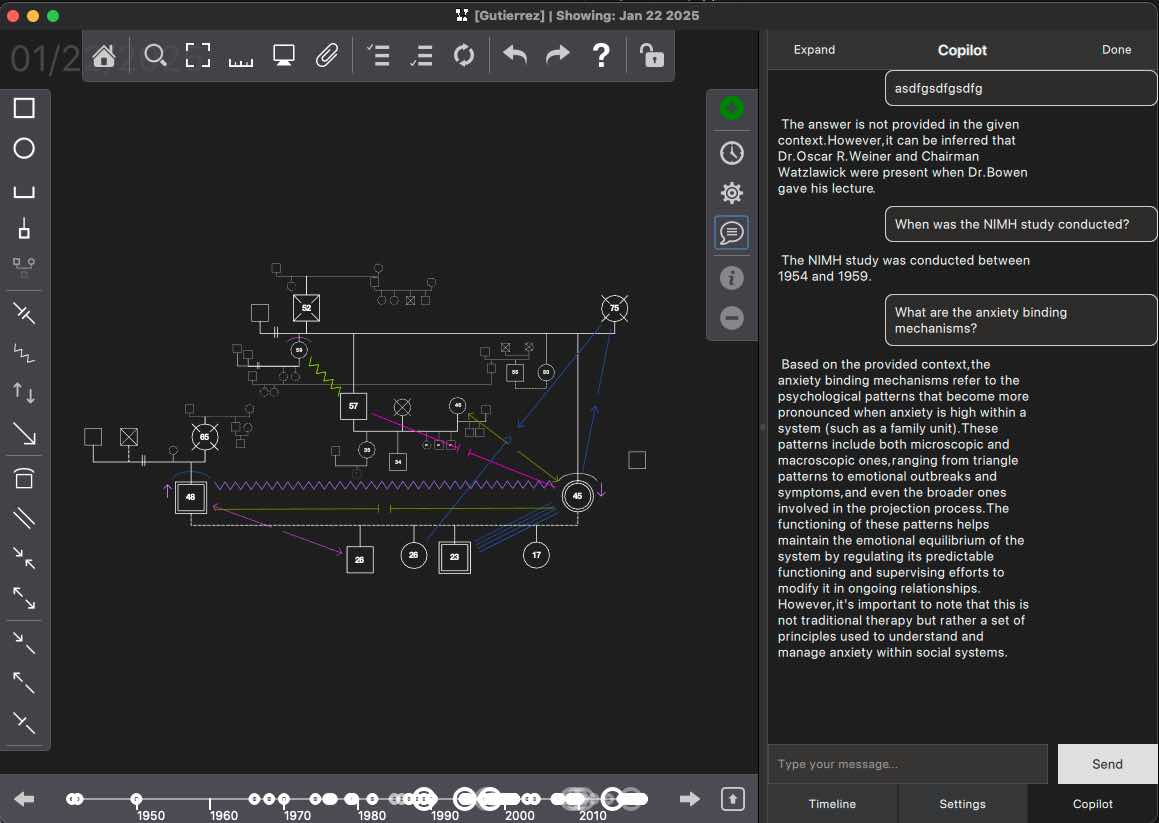 [Gutierrez] | Showing: Jan 22 2025
Expand
Copilot
Done
asdfgsdfgsdfg
The answer is not provided in the given
context.However,it can be inferred that
Dr.Oscar R.Weiner and Chairman
Watzlawick were present when Dr.Bowen
gave his lecture.
When was the NIMH study conducted?
The NIMH study was conducted between
1954 and 1959.
What are the anxiety binding
mechanisms?
Based on the provided context,the
anxiety binding mechanisms refer to the
psychological patterns that become more
pronounced when anxiety is high within a
system (such as a family unit).These
patterns include both microscopic and
macroscopic ones,ranging from triangle
patterns to emotional outbreaks and
symptoms,and even the broader ones
involved in the projection process.The
functioning of these patterns helps
maintain the emotional equilibrium of the
system by regulating its predictable
functioning and supervising efforts to
modify it in ongoing relationships.
However,it's important to note that this is
not traditional therapy but rather a set of
principles used to understand and
manage anxiety within social systems.
Type your message...
Send
Timeline
Settings
Copilot
52
75
57
65
34
48
45
26
26
23
17
1950
1960
1970
1980
1990
2000
2010